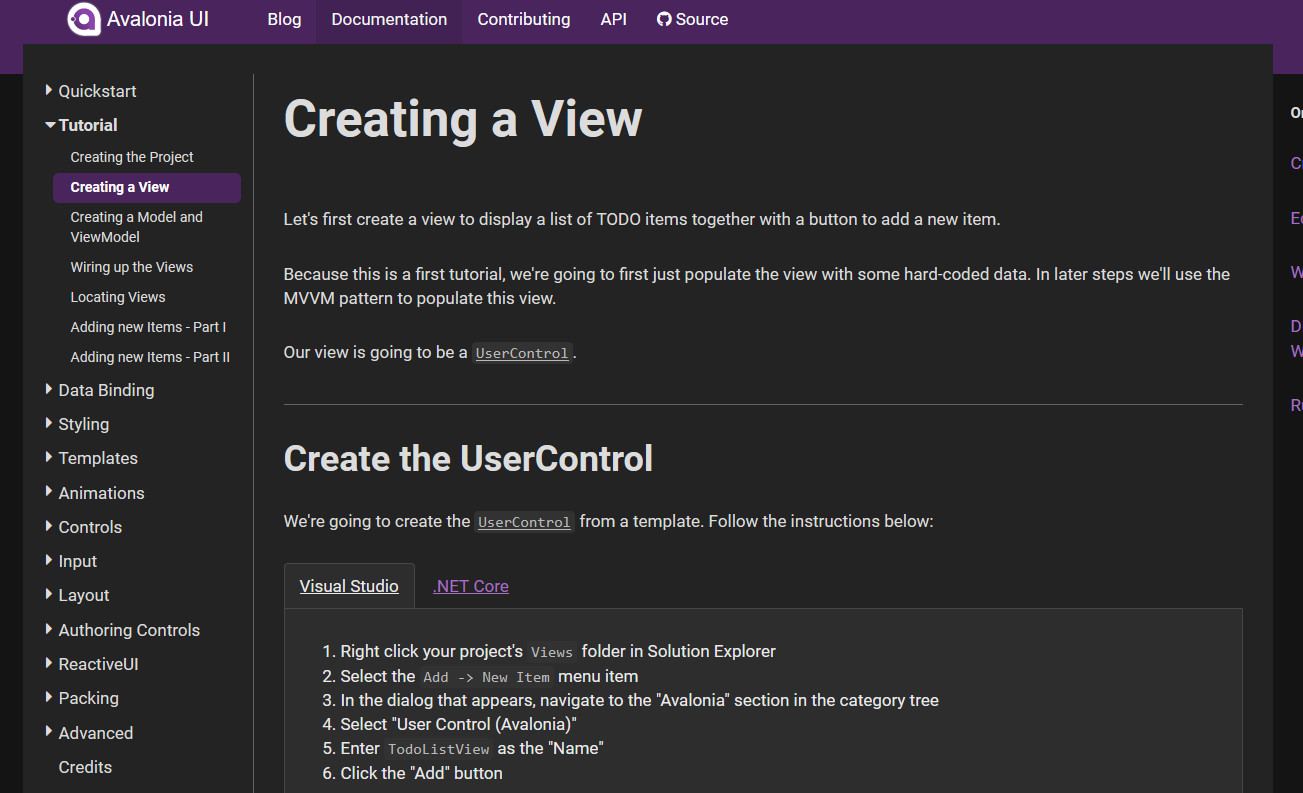 Avalonia UI
Blog
Documentation
Contributing
API
Source
Quickstart
Tutorial
Creating the Project
Creating a View
Creating a Model and
ViewModel
Wiring up the Views
Locating Views
Adding new Items - Part I
Adding new Items - Part II
Data Binding
Styling
Templates
Animations
Controls
Input
Layout
Authoring Controls
ReactiveUI
Packing
Advanced
Credits
Creating a View
Let's first create a view to display a list of TODO items together with a button to add a new item.
Because this is a first tutorial, we're going to first just populate the view with some hard-coded data. In later steps we'll use the
MVVM pattern to populate this view.
Our view is going to be a UserControl.
Create the UserControl
We're going to create the UserControl from a template. Follow the instructions below:
Visual Studio
.NET Core
1. Right click your project's Views folder in Solution Explorer
2. Select the Add -> New Item menu item
3. In the dialog that appears, navigate to the "Avalonia" section in the category tree
4. Select "User Control (Avalonia)"
5. Enter TodoListView as the "Name"
6. Click the "Add" button